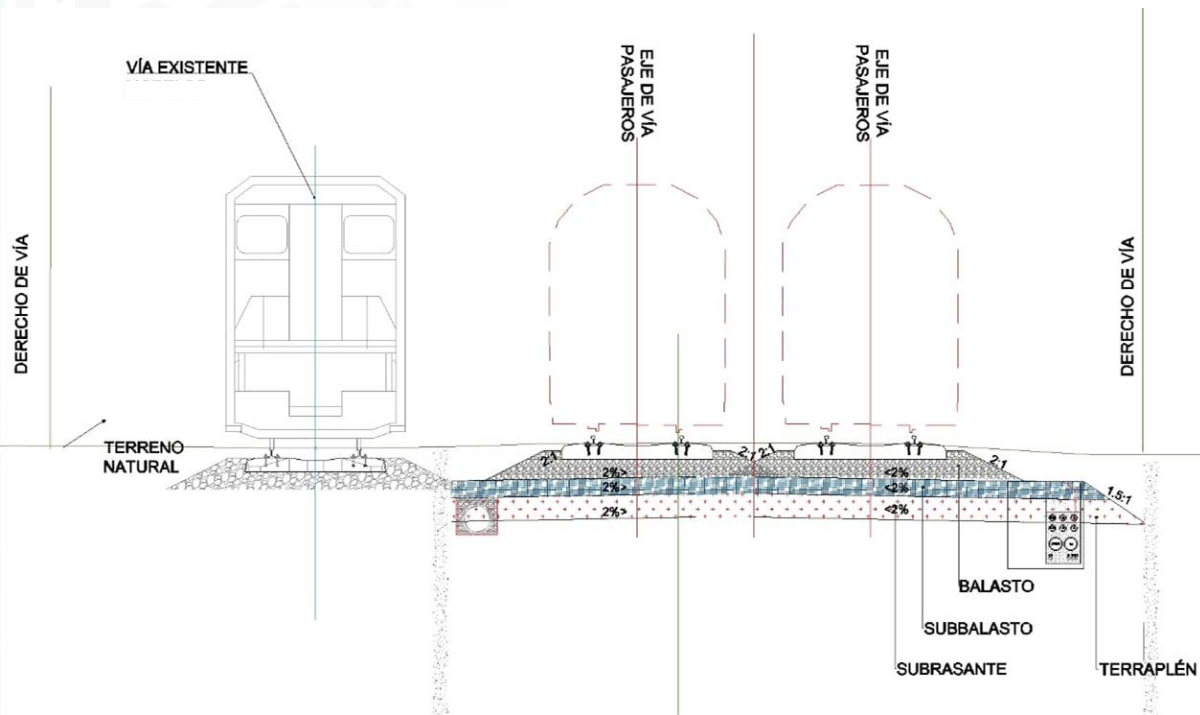 VÍA EXISTENTE
EJE DE VÍA
PASAJEROS
EJE DE VÍA
PASAJEROS
DERECHO DE VÍA
DERECHO DE VÍA
TERRENO
NATURAL
2:1
2:1
2:1
2:1
2%>
<2%
2%>
<2%
1.5:1
2%>
<2%
BALASTO
SUBBALASTO
SUBRASANTE
TERRAPLÉN